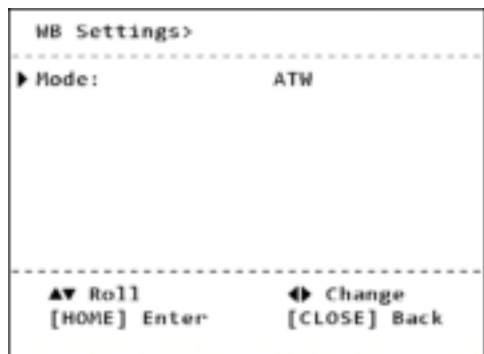 WB Settings>
▶ Mode: ATW
▲▼ Roll ◀▶ Change
[HOME] Enter [CLOSE] Back